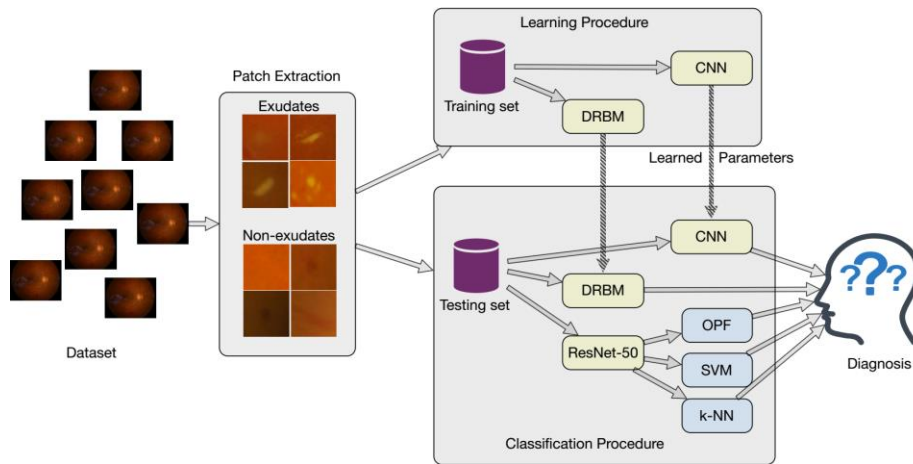 Learning Procedure
Training set
CNN
DRBM
Learned Parameters
Patch Extraction
Exudates
Non-exudates
Dataset
Testing set
CNN
DRBM
ResNet-50
OPF
SVM
k-NN
Classification Procedure
???
Diagnosis